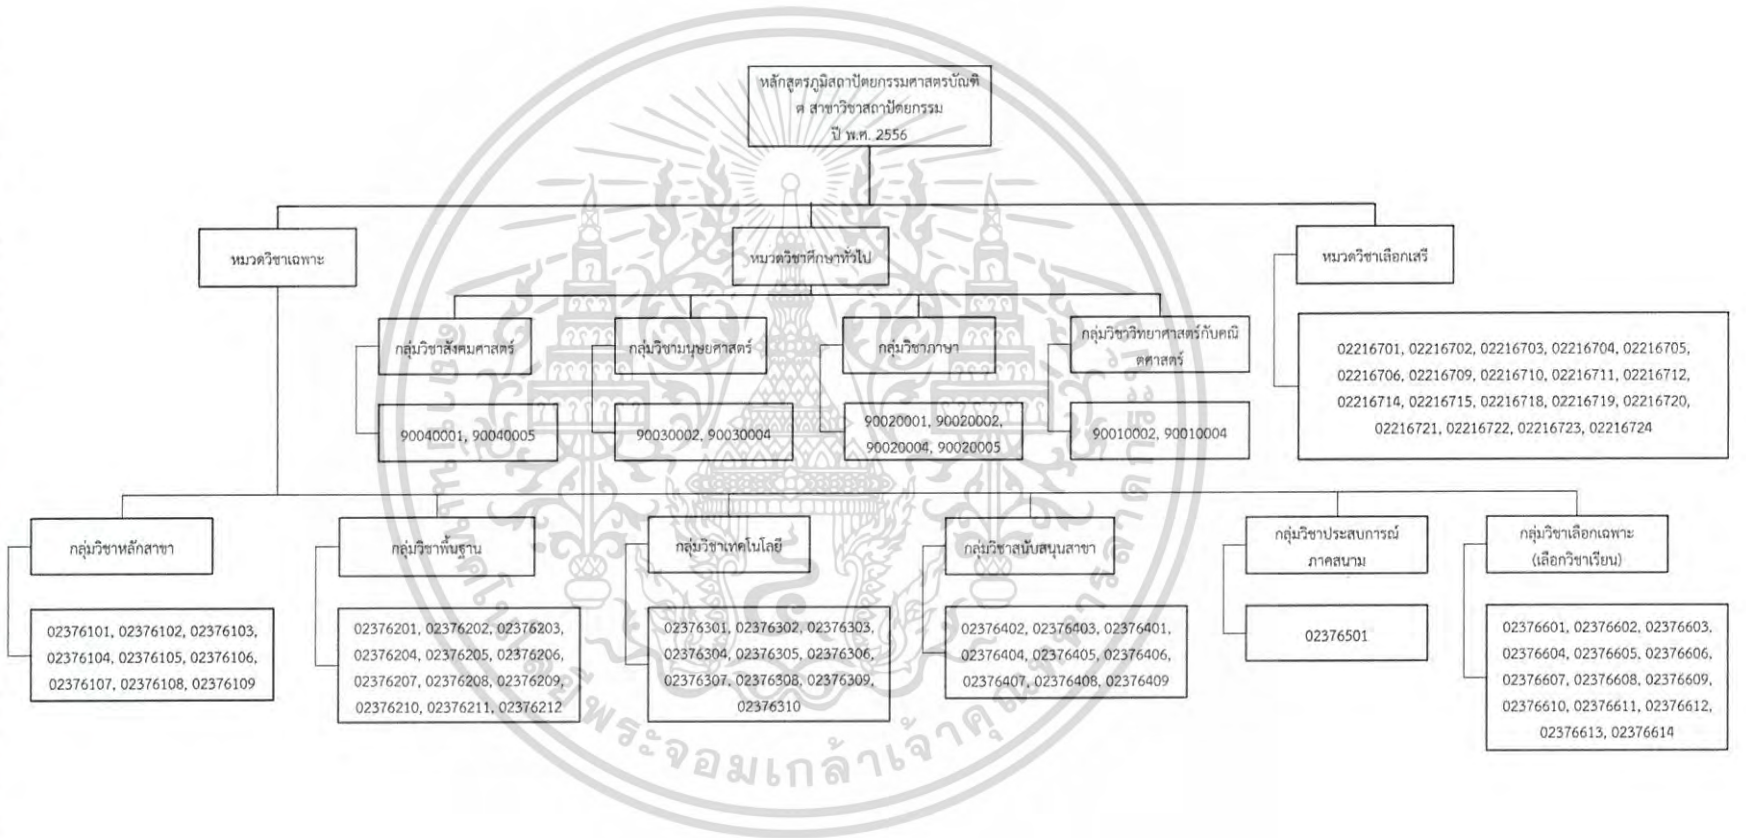 หลักสูตรภูมิสถาปัตยกรรมศาสตรบัณฑิ
ต สาขาวิชาสถาปัตยกรรม
ปี พ.ศ. 2556
หมวดวิชาเฉพาะ
หมวดวิชาศึกษาทั่วไป
หมวดวิชาเลือกเสรี
กลุ่มวิชาสังคมศาสตร์
กลุ่มวิชามนุษยศาสตร์
กลุ่มวิชาภาษา
กลุ่มวิชาวิทยาศาสตร์กับคณิ
ตศาสตร์
90040001, 90040005
90030002, 90030004
90020001, 90020002,
90020004, 90020005
90010002, 90010004
02216701, 02216702, 02216703, 02216704, 02216705,
02216706, 02216709, 02216710, 02216711, 02216712,
02216714, 02216715, 02216718, 02216719, 02216720,
02216721, 02216722, 02216723, 02216724
กลุ่มวิชาหลักสาขา
กลุ่มวิชาพื้นฐาน
กลุ่มวิชาเทคโนโลยี
กลุ่มวิชาสนับสนุนสาขา
กลุ่มวิชาประสบการณ์
ภาคสนาม
กลุ่มวิชาเลือกเฉพาะ
(เลือกวิชาเรียน)
02376101, 02376102, 02376103,
02376104, 02376105, 02376106,
02376107, 02376108, 02376109
02376201, 02376202, 02376203,
02376204, 02376205, 02376206,
02376207, 02376208, 02376209,
02376210, 02376211, 02376212
02376301, 02376302, 02376303,
02376304, 02376305, 02376306,
02376307, 02376308, 02376309,
02376310
02376402, 02376403, 02376401,
02376404, 02376405, 02376406,
02376407, 02376408, 02376409
02376501
02376601, 02376602, 02376603,
02376604, 02376605, 02376606,
02376607, 02376608, 02376609,
02376610, 02376611, 02376612,
02376613, 02376614